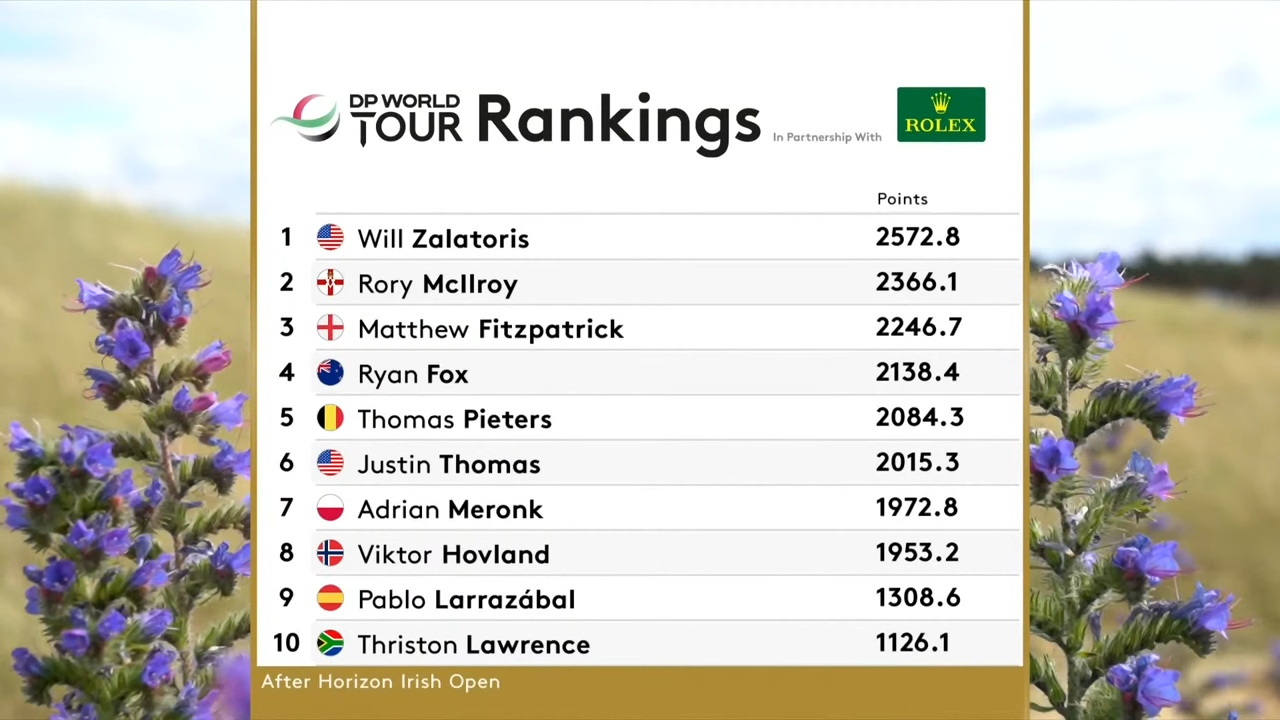 DP WORLD TOUR Rankings In Partnership With ROLEX
Points
1 Will Zalatoris 2572.8
2 Rory McIlroy 2366.1
3 Matthew Fitzpatrick 2246.7
4 Ryan Fox 2138.4
5 Thomas Pieters 2084.3
6 Justin Thomas 2015.3
7 Adrian Meronk 1972.8
8 Viktor Hovland 1953.2
9 Pablo Larrazábal 1308.6
10 Thriston Lawrence 1126.1
After Horizon Irish Open